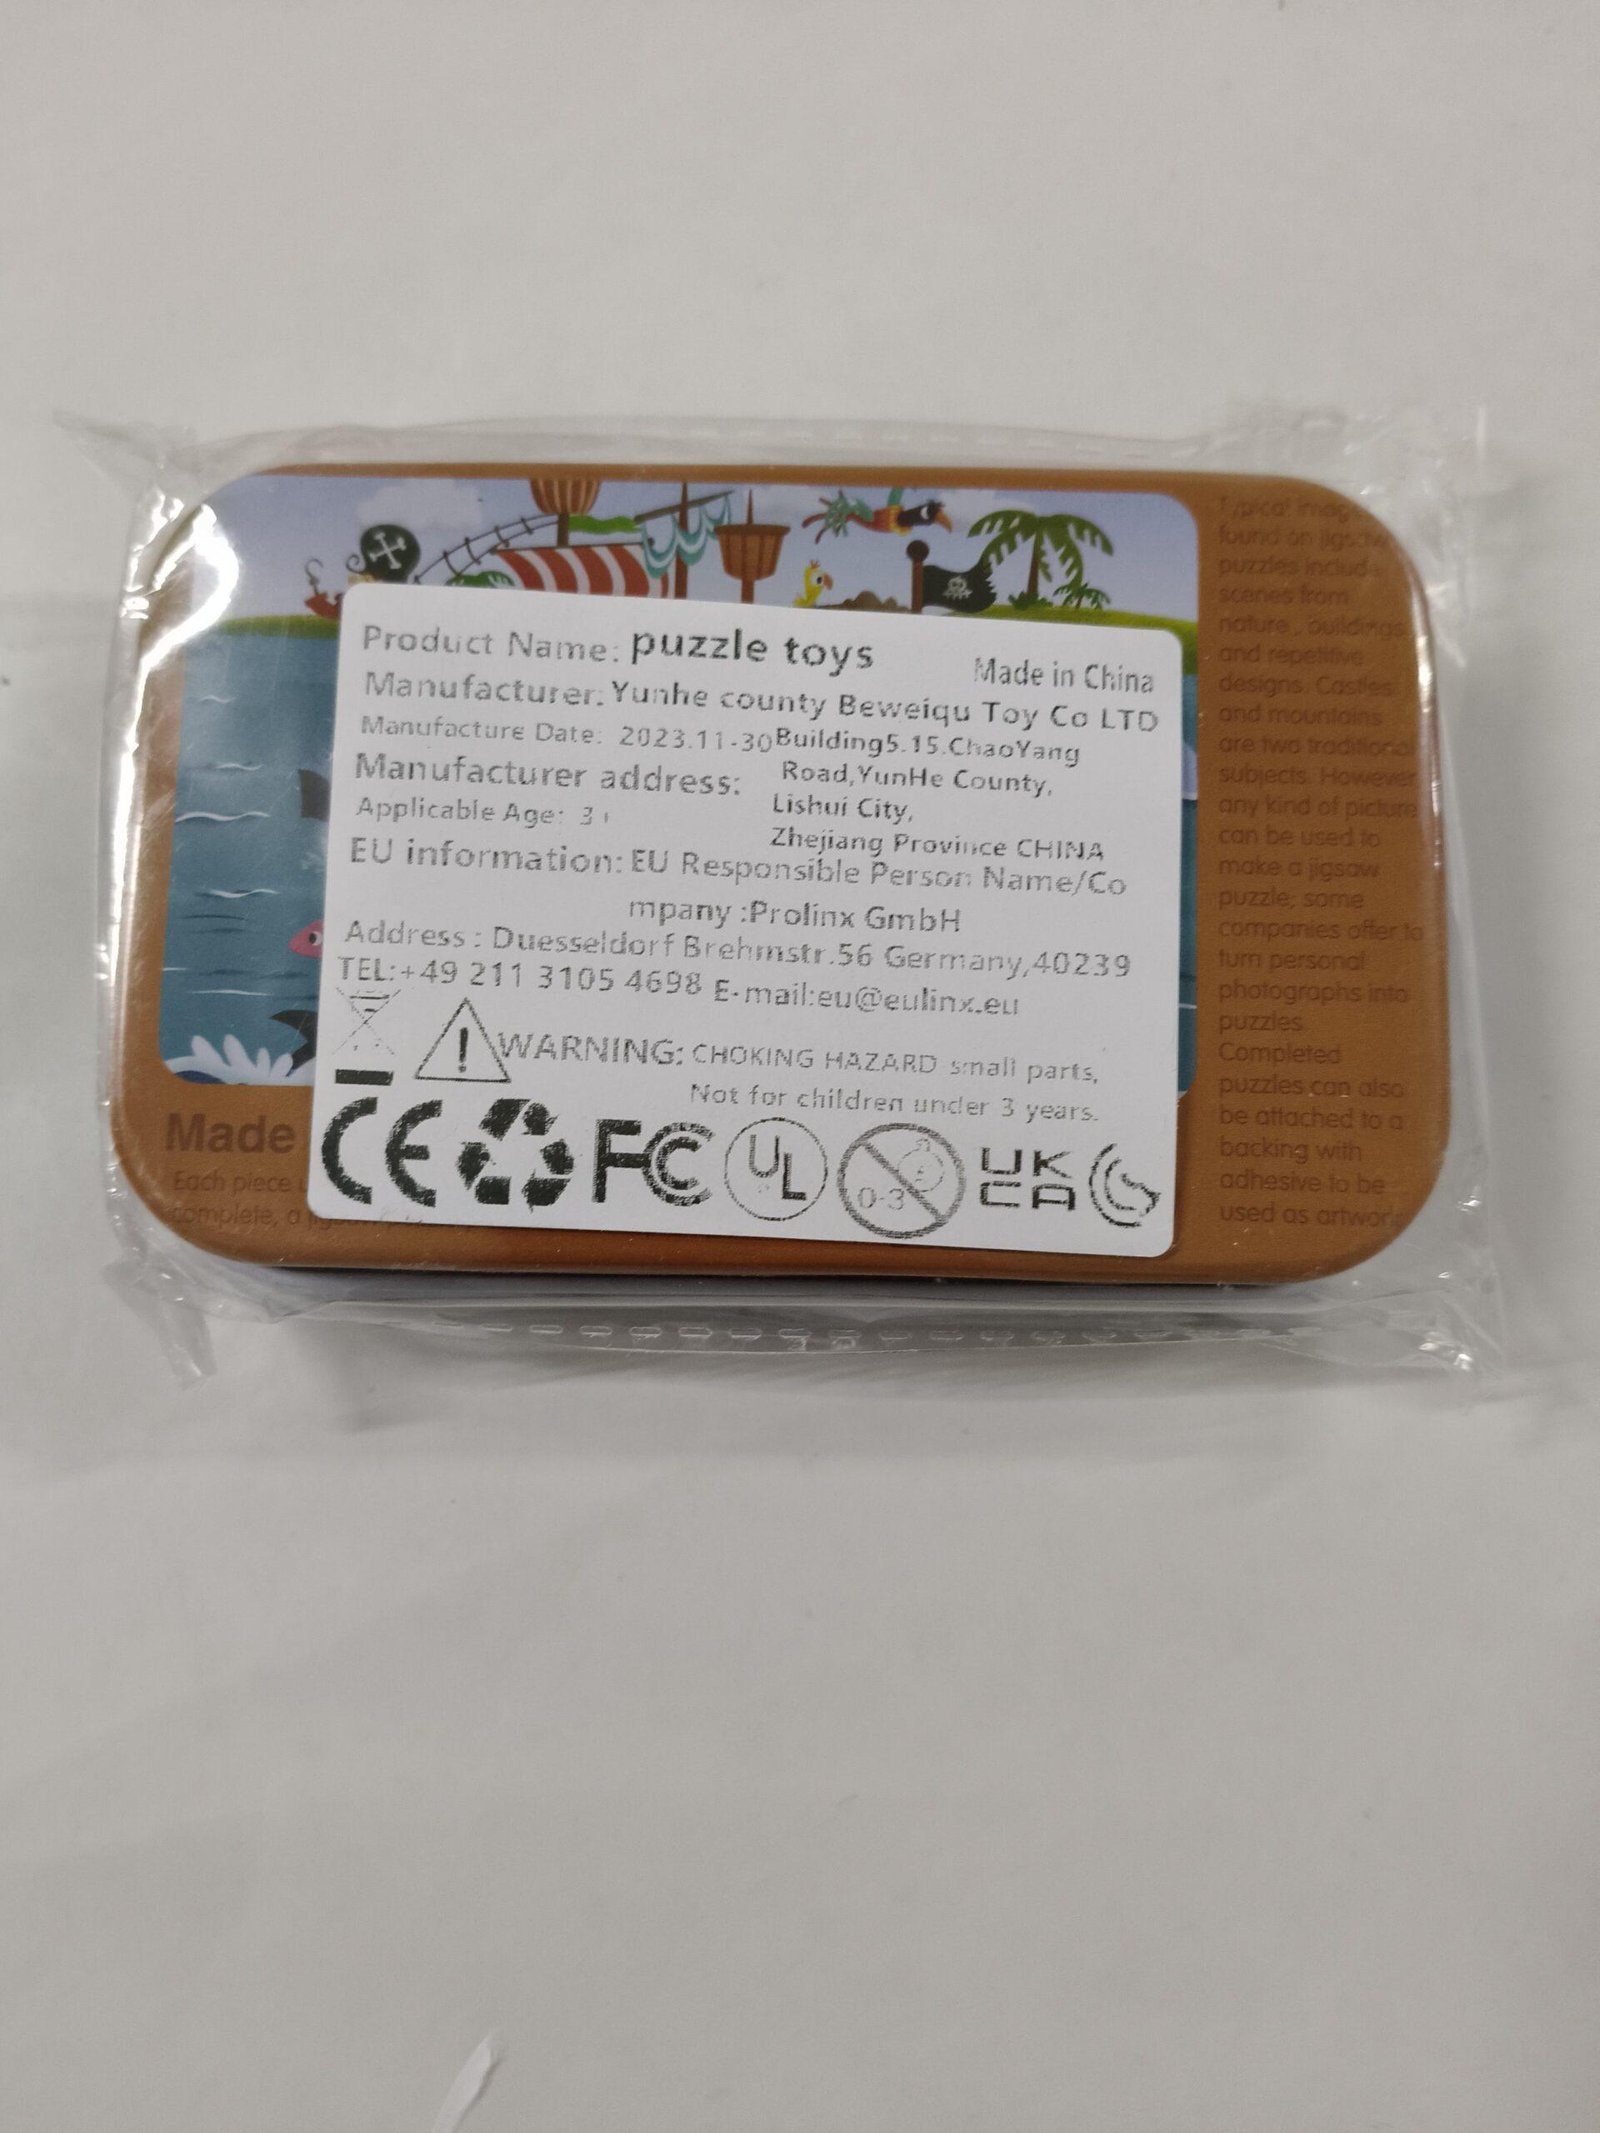 Product Name: puzzle toys
Made in China
Manufacturer: Yunhe county Beweiqu Toy Co LTD
Manufacture Date: 2023.11-30
Manufacturer address:
Building5.15.ChaoYang
Road,YunHe County,
Lishui City,
Zhejiang Province CHINA
Applicable Age: 3
EU information: EU Responsible Person Name/Co
mpany :Prolinx GmbH
Address : Duesseldorf Brehmstr.56 Germany,40239
TEL:+49 211 3105 4698 E-mail:eu@eulinx.eu
WARNING: CHOKING HAZARD small parts,
Not for children under 3 years.
CE FC UL 0-3 UK
CA
Made
Each piece
complete, a
found on
puzzles
scenes from
nature, buildings
and repetitive
designs. Castles
and mountains
are two traditional
subjects. However
any kind of picture
can be used to
make a jigsaw
puzzle; some
companies offer to
turn personal
photographs into
puzzles.
Completed
puzzles can also
be attached to a
backing with
adhesive to be
used as artwork